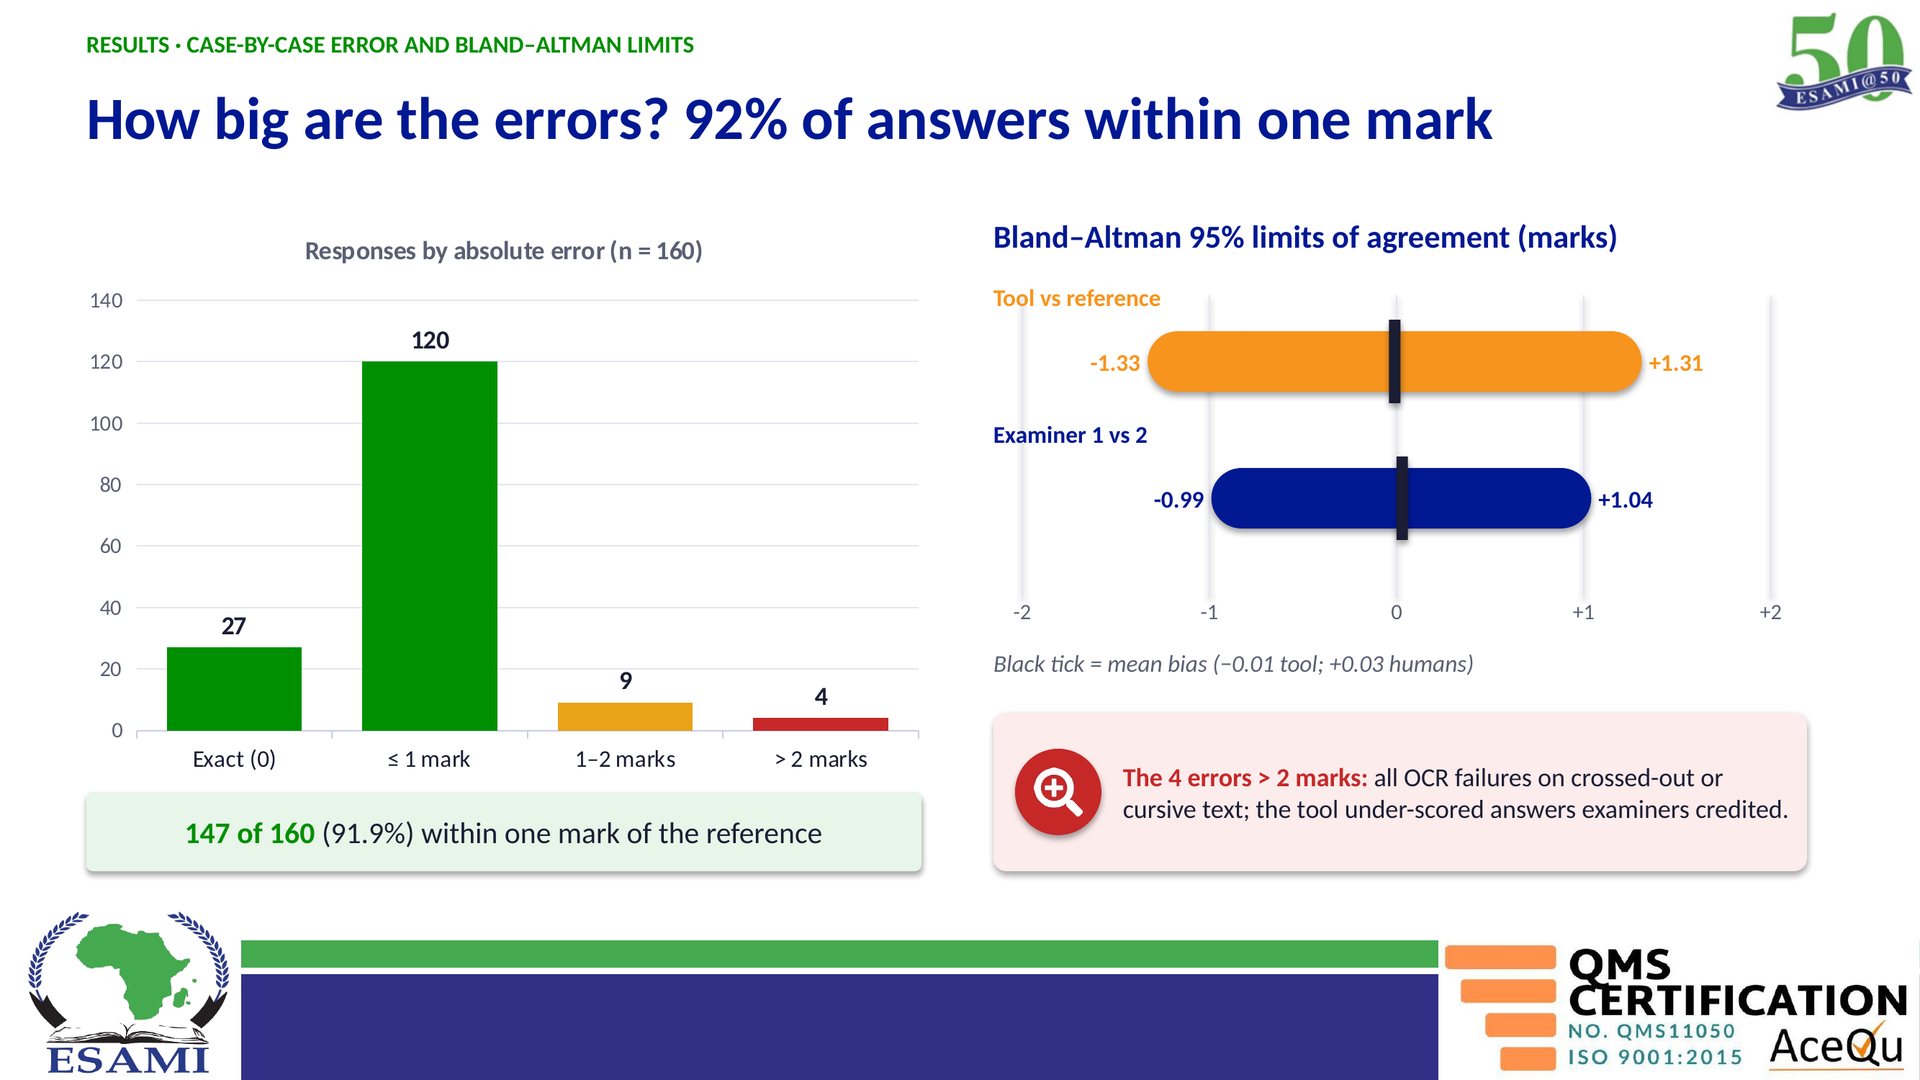 RESULTS · CASE-BY-CASE ERROR AND BLAND–ALTMAN LIMITS
50
ESAMI@50
How big are the errors? 92% of answers within one mark
Responses by absolute error (n = 160)
140
120
100
80
60
40
20
0
27
120
9
4
Exact (0)
≤ 1 mark
1–2 marks
> 2 marks
147 of 160 (91.9%) within one mark of the reference
Bland–Altman 95% limits of agreement (marks)
Tool vs reference
-1.33
+1.31
Examiner 1 vs 2
-0.99
+1.04
-2
-1
0
+1
+2
Black tick = mean bias (−0.01 tool; +0.03 humans)
The 4 errors > 2 marks: all OCR failures on crossed-out or
cursive text; the tool under-scored answers examiners credited.
ESAMI
QMS
CERTIFICATION
NO. QMS11050
ISO 9001:2015
AceQu